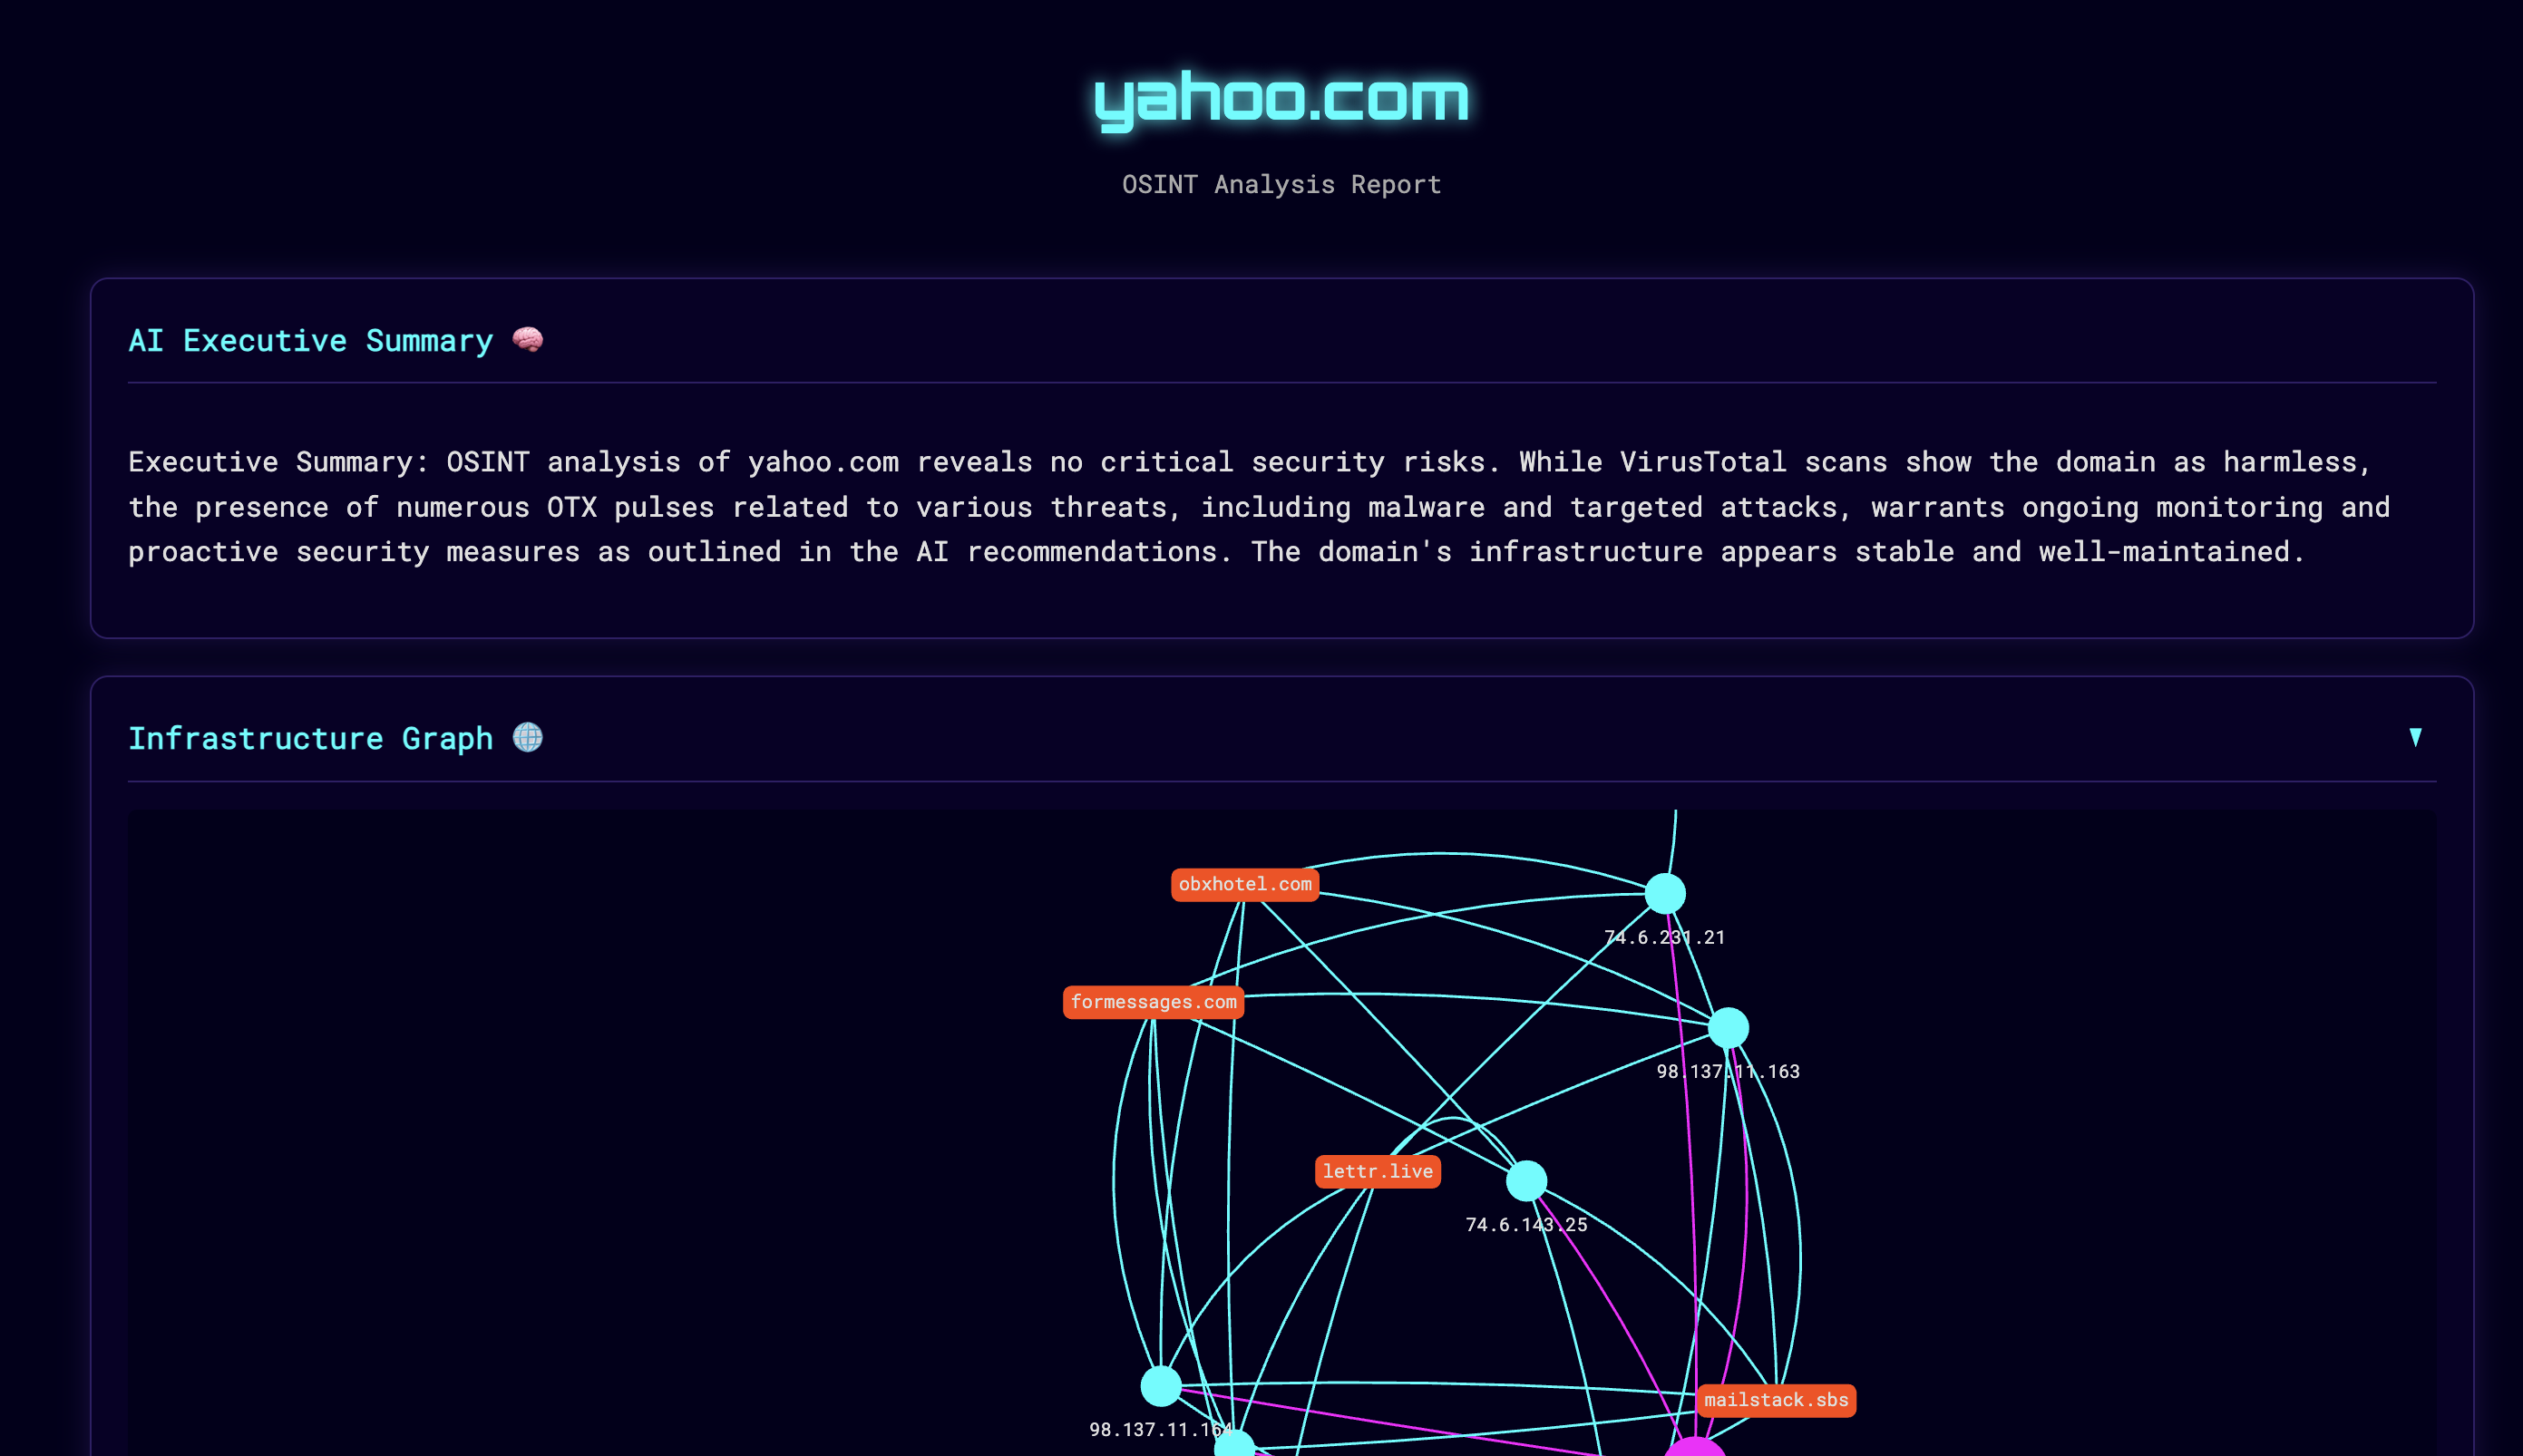 yahoo.com
OSINT Analysis Report
AI Executive Summary 🧠
Executive Summary: OSINT analysis of yahoo.com reveals no critical security risks. While VirusTotal scans show the domain as harmless,
the presence of numerous OTX pulses related to various threats, including malware and targeted attacks, warrants ongoing monitoring and
proactive security measures as outlined in the AI recommendations. The domain's infrastructure appears stable and well-maintained.
Infrastructure Graph 🌐
obxhotel.com
74.6.231.21
formessages.com
98.137.11.163
lettr.live
74.6.143.25
mailstack.sbs
98.137.11.164